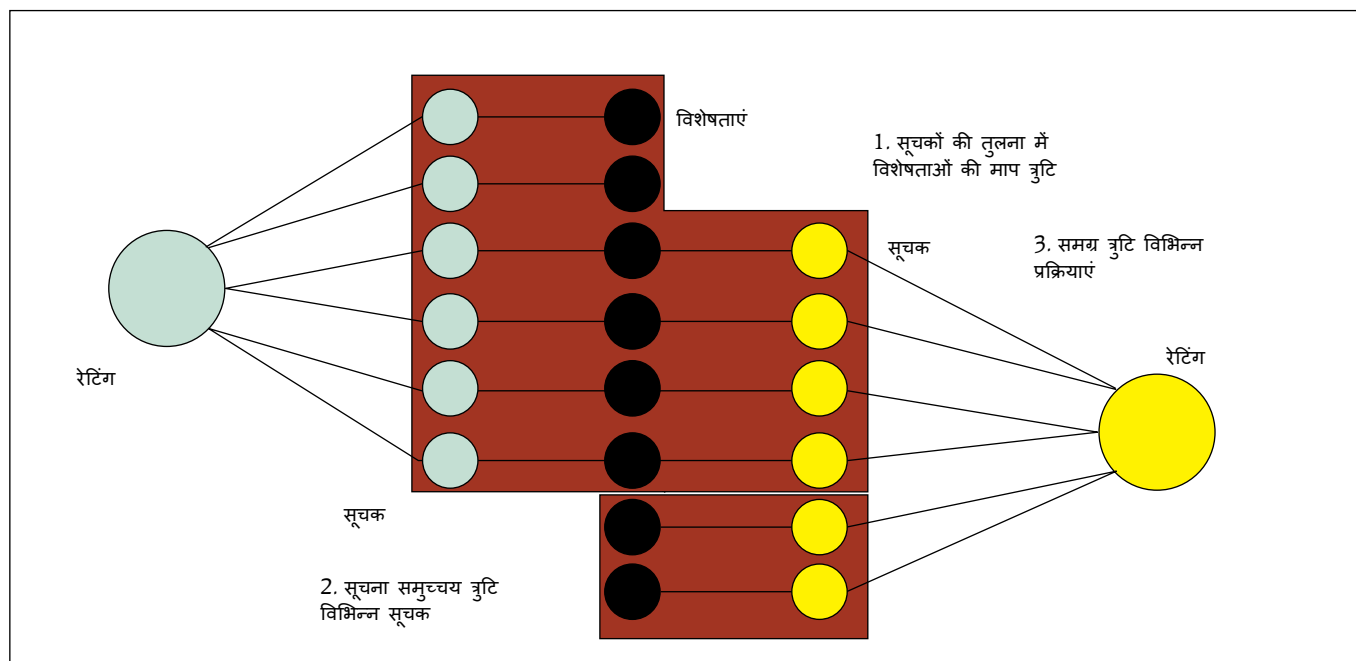 विशेषताएं
1. सूचकों की तुलना में
विशेषताओं की माप त्रुटि
सूचक
3. समग्र त्रुटि विभिन्न
प्रक्रियाएं
रेटिंग
रेटिंग
सूचक
2. सूचना समुच्चय त्रुटि
विभिन्न सूचक